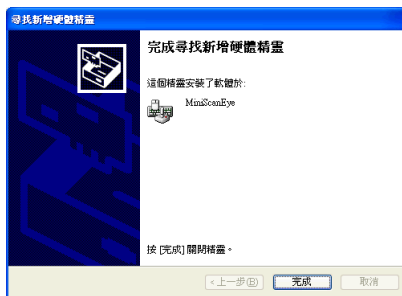 尋找新增硬體精靈
完成尋找新增硬體精靈
這個精靈安裝了軟體於:
MiniScanEye
按 [完成] 關閉精靈。
<上一步(B)
完成
取消